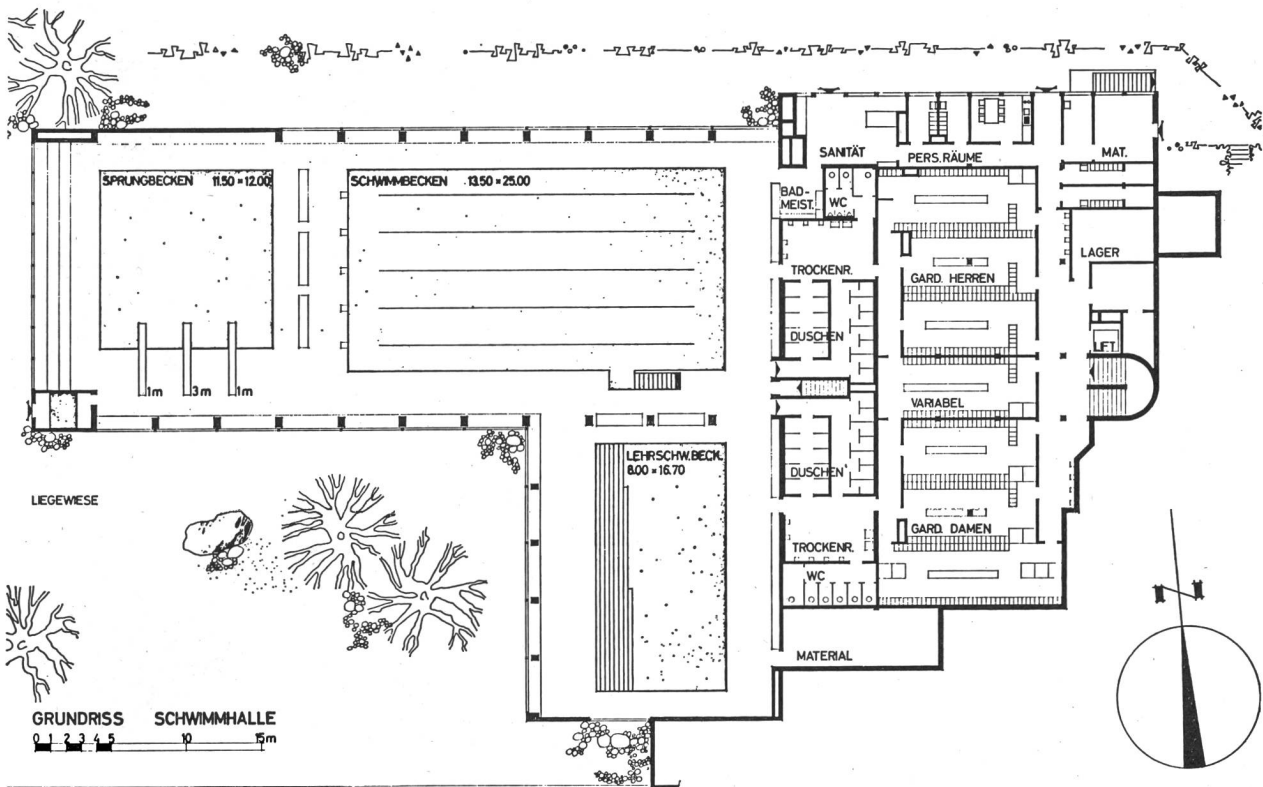 SANITÄT
PERS. RÄUME
MAT.
SPRUNGBECKEN 11.50 × 12.00
SCHWIMMBECKEN 13.50 × 25.00
BAD-
MEIST.
WC
LAGER
TROCKENR.
GARD. HERREN
DUSCHEN
LIFT
1m 3m 1m
VARIABEL
LEHRSCHW. BECK.
8.00 × 16.70
DUSCHEN
LIEGEWIESE
GARD. DAMEN
TROCKENR.
WC
MATERIAL
GRUNDRISS SCHWIMMHALLE
0 1 2 3 4 5 10 15m